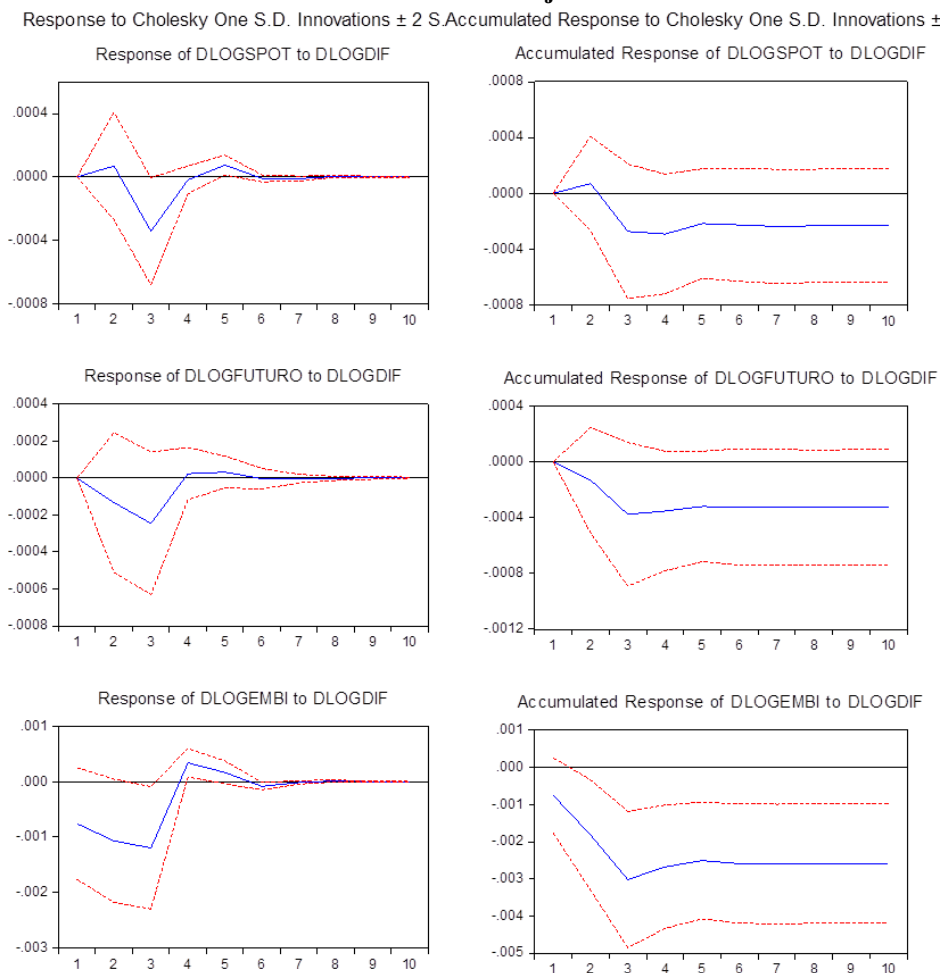 Response to Cholesky One S.D. Innovations ± 2 S.
Accumulated Response to Cholesky One S.D. Innovations ±
Response of DLOGSPOT to DLOGDIF
.0004
.0000
-.0004
-.0008
1 2 3 4 5 6 7 8 9 10
Accumulated Response of DLOGSPOT to DLOGDIF
.0008
.0004
.0000
-.0004
-.0008
1 2 3 4 5 6 7 8 9 10
Response of DLOGFUTURO to DLOGDIF
.0004
.0002
.0000
-.0002
-.0004
-.0006
-.0008
1 2 3 4 5 6 7 8 9 10
Accumulated Response of DLOGFUTURO to DLOGDIF
.0004
.0000
-.0004
-.0008
-.0012
1 2 3 4 5 6 7 8 9 10
Response of DLOGEMBI to DLOGDIF
.001
.000
-.001
-.002
-.003
1 2 3 4 5 6 7 8 9 10
Accumulated Response of DLOGEMBI to DLOGDIF
.001
.000
-.001
-.002
-.003
-.004
-.005
1 2 3 4 5 6 7 8 9 10